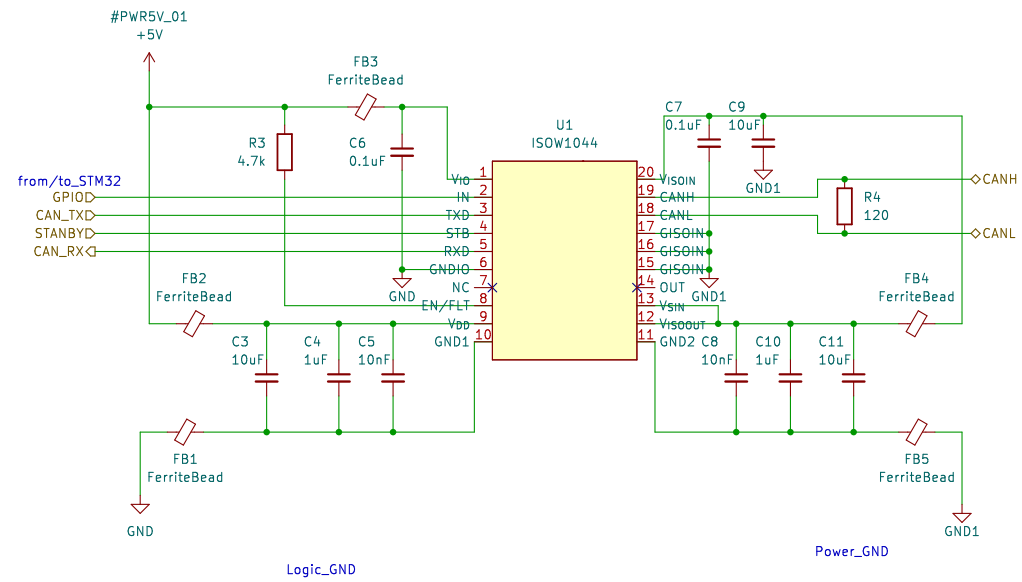 #PWR5V_01
+5V
FB3
FerriteBead
C7
0.1uF
C9
10uF
U1
ISOW1044
R3
4.7k
C6
0.1uF
from/to_STM32
GPIO
CAN_TX
STANBY
CAN_RX
1
VIO
2
IN
3
TXD
4
STB
5
RXD
6
GNDIO
7
NC
8
EN/FLT
9
VDD
10
GND1
20
VISOIN
19
CANH
18
CANL
17
GISOIN
16
GISOIN
15
GISOIN
14
OUT
13
VSIN
12
VISOOUT
11
GND2
GND1
CANH
R4
120
CANL
GND
GND1
FB2
FerriteBead
FB4
FerriteBead
C3
10uF
C4
1uF
C5
10nF
C8
10nF
C10
1uF
C11
10uF
FB1
FerriteBead
FB5
FerriteBead
GND
GND1
Power_GND
Logic_GND